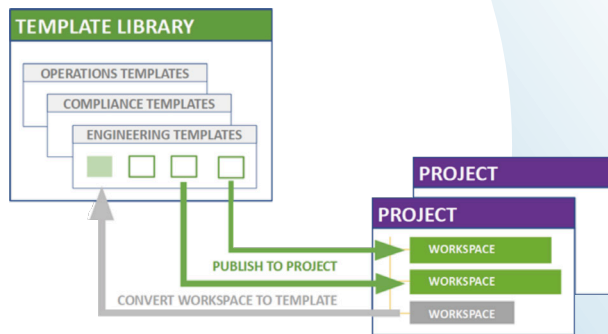 TEMPLATE LIBRARY
OPERATIONS TEMPLATES
COMPLIANCE TEMPLATES
ENGINEERING TEMPLATES
PROJECT
PROJECT
WORKSPACE
PUBLISH TO PROJECT
WORKSPACE
CONVERT WORKSPACE TO TEMPLATE
WORKSPACE